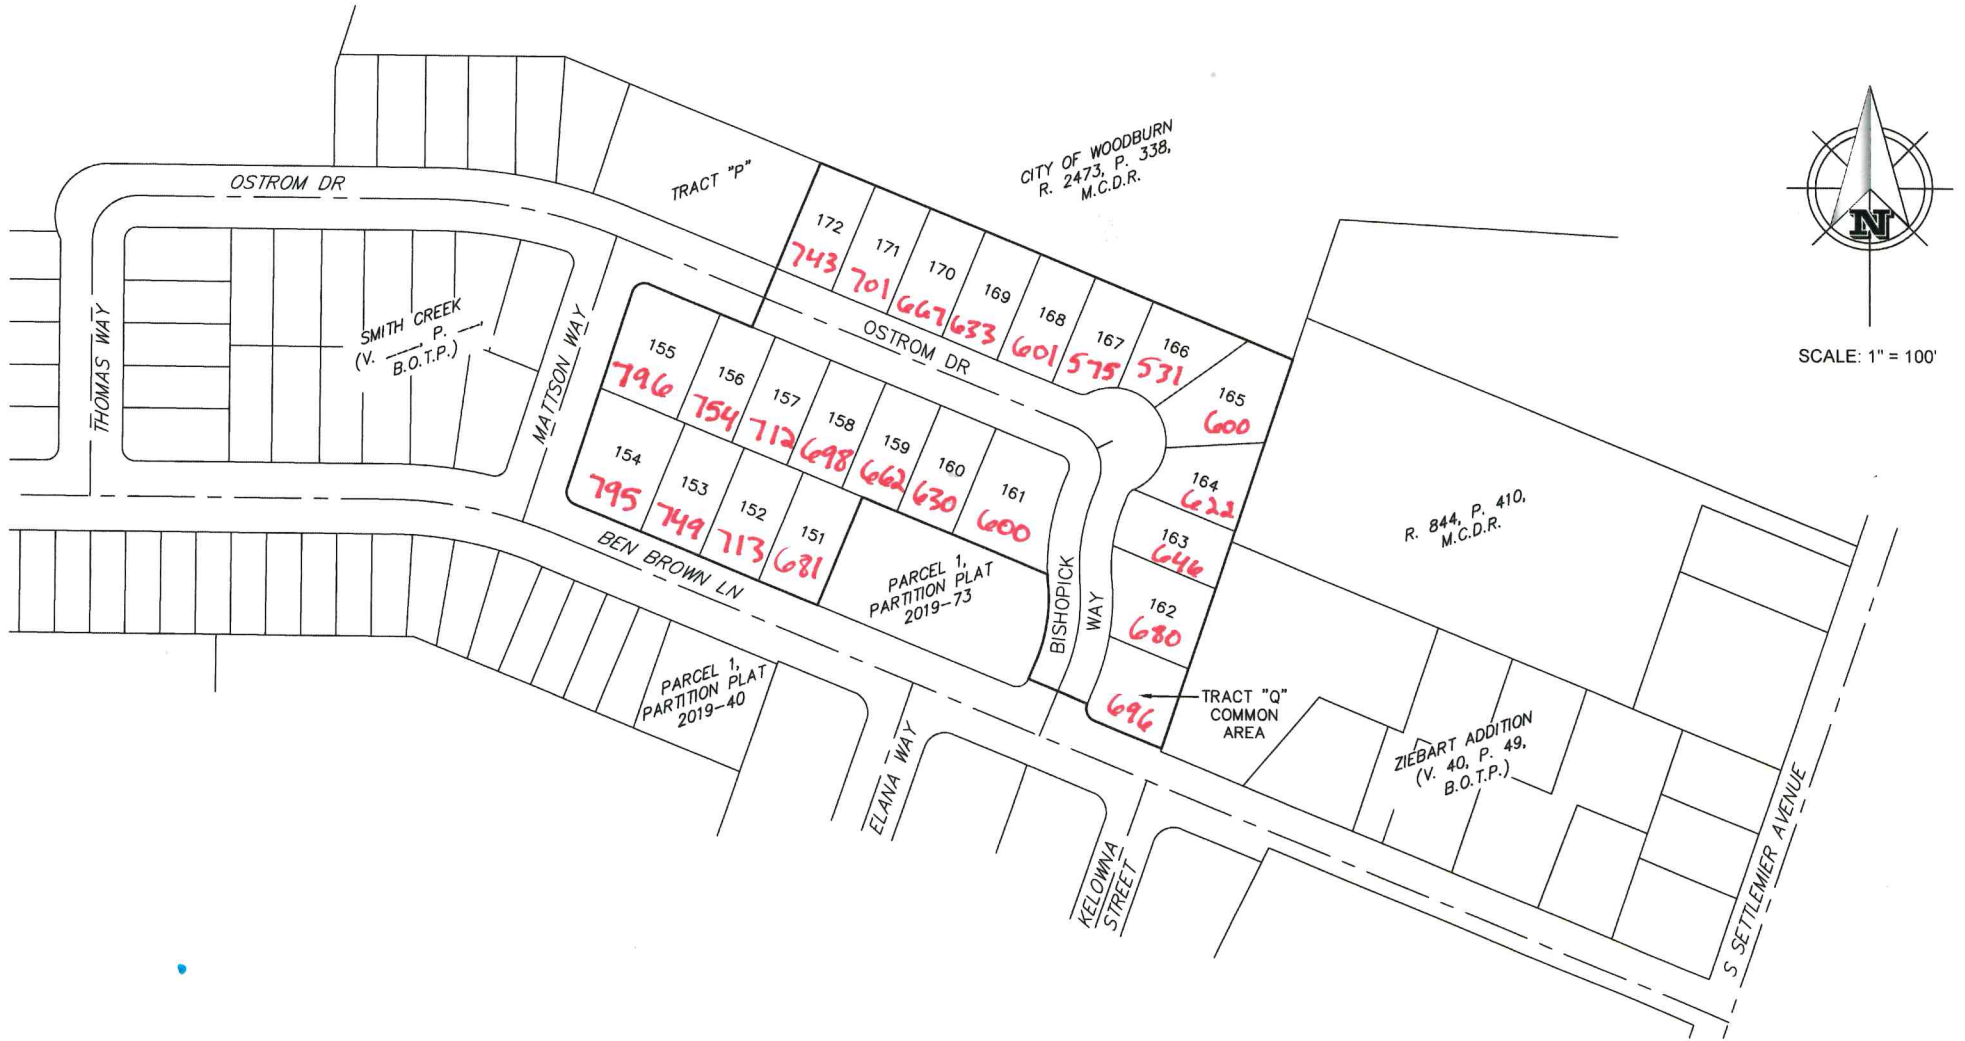 CITY OF WOODBURN
R. 2473, P. 338,
M.C.D.R.
TRACT "P"
OSTROM DR
N
SCALE: 1" = 100'
172
743
171
701
170
667
169
633
168
601
167
575
166
531
165
600
164
622
163
646
162
680
696
TRACT "Q"
COMMON
AREA
OSTROM DR
SMITH CREEK
(V. ____ P. ____
B.O.T.P.)
THOMAS WAY
MATTSON WAY
155
796
156
754
157
712
158
698
159
662
160
630
161
600
154
795
153
749
152
713
151
681
BEN BROWN LN
PARCEL 1,
PARTITION PLAT
2019-73
BISHOPICK
WAY
PARCEL 1,
PARTITION PLAT
2019-40
ELANA WAY
KELOWNA
STREET
R. 844, P. 410,
M.C.D.R.
ZIEBART ADDITION
(V. 40, P. 49,
B.O.T.P.)
S SETTLEMIER AVENUE